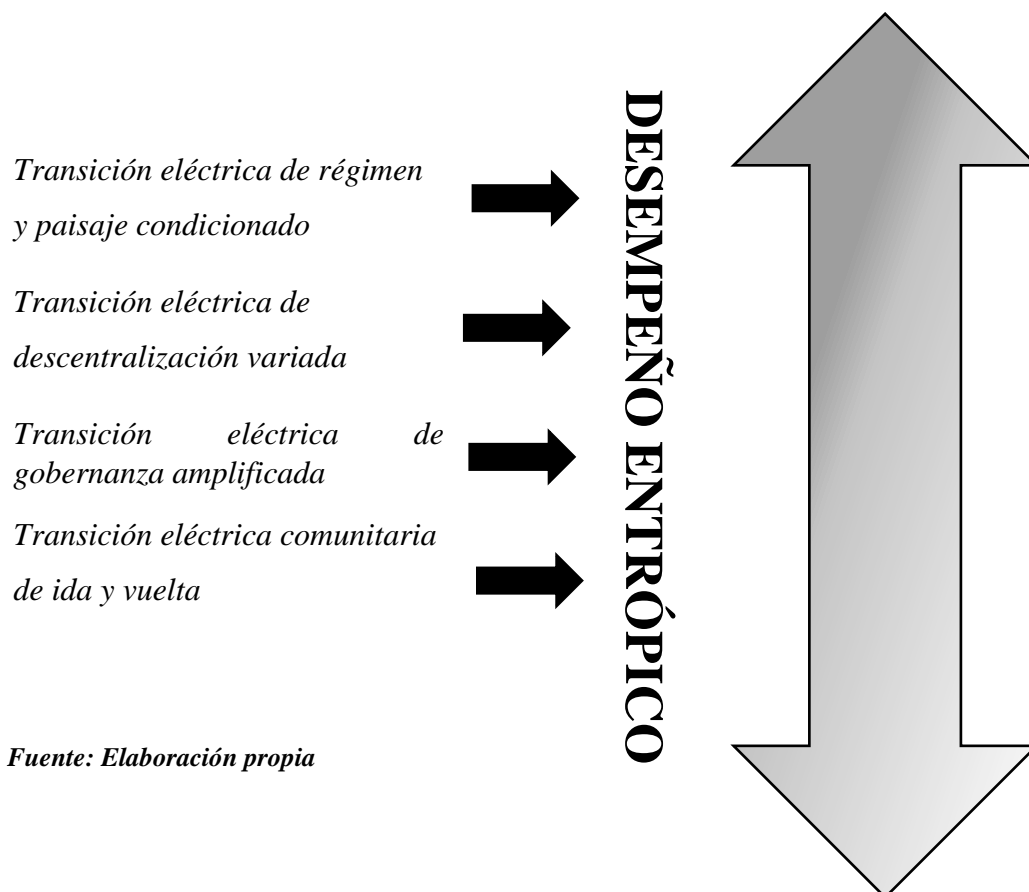 Transición eléctrica de régimen
y paisaje condicionado
Transición eléctrica de
descentralización variada
Transición eléctrica de
gobernanza amplificada
Transición eléctrica comunitaria
de ida y vuelta
DESEMPEÑO ENTRÓPICO
Fuente: Elaboración propia